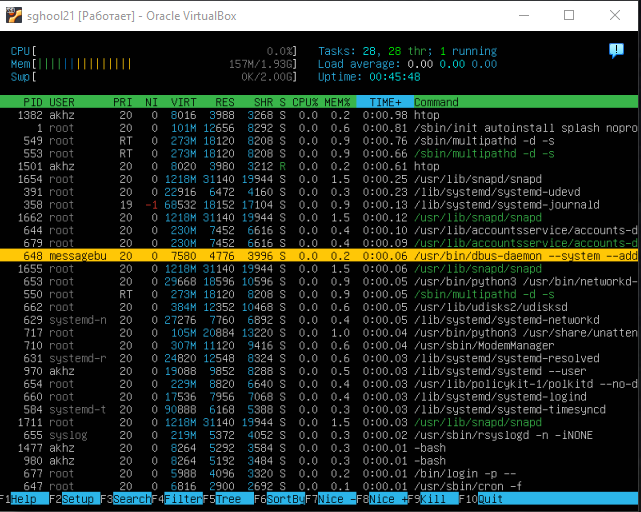 sghool21 [Работает] - Oracle VirtualBox
CPU[ 0.0%] Tasks: 28, 28 thr; 1 running
Mem[||||||||||||||||| 157M/1.93G] Load average: 0.00 0.00 0.00
Swp[ 0K/2.00G] Uptime: 00:45:48
PID USER PRI NI VIRT RES SHR S CPU% MEM% TIME+ Command
1382 akhz 20 0 8016 3988 3268 S 0.0 0.2 0:00.98 htop
1 root 20 0 101M 12656 8292 S 0.0 0.6 0:00.81 /sbin/init autoinstall splash nopro
549 root RT 0 273M 18120 8208 S 0.0 0.9 0:00.76 /sbin/multipathd -d -s
553 root RT 0 273M 18120 8208 S 0.0 0.9 0:00.66 /sbin/multipathd -d -s
1501 akhz 20 0 8020 3980 3212 R 0.0 0.2 0:00.61 htop
1654 root 20 0 1218M 31140 19944 S 0.0 1.5 0:00.25 /usr/lib/snapd/snapd
391 root 20 0 22916 6472 4160 S 0.0 0.3 0:00.23 /lib/systemd/systemd-udevd
358 root 19 -1 68532 18152 17104 S 0.0 0.9 0:00.13 /lib/systemd/systemd-journald
1662 root 20 0 1218M 31140 19944 S 0.0 1.5 0:00.12 /usr/lib/snapd/snapd
644 root 20 0 230M 7452 6616 S 0.0 0.4 0:00.10 /usr/lib/accountsservice/accounts-d
679 root 20 0 230M 7452 6616 S 0.0 0.4 0:00.09 /usr/lib/accountsservice/accounts-d
648 messagebu 20 0 7580 4776 3996 S 0.0 0.2 0:00.06 /usr/bin/dbus-daemon --system --add
1655 root 20 0 1218M 31140 19944 S 0.0 1.5 0:00.06 /usr/lib/snapd/snapd
653 root 20 0 29668 18596 10596 S 0.0 0.9 0:00.05 /usr/bin/python3 /usr/bin/networkd-
550 root RT 0 273M 18120 8208 S 0.0 0.9 0:00.05 /sbin/multipathd -d -s
662 root 20 0 384M 12352 10468 S 0.0 0.6 0:00.05 /usr/lib/udisks2/udisksd
629 systemd-n 20 0 27276 7760 6892 S 0.0 0.4 0:00.05 /lib/systemd/systemd-networkd
717 root 20 0 105M 20884 13220 S 0.0 1.0 0:00.04 /usr/bin/python3 /usr/share/unatten
710 root 20 0 307M 11120 9416 S 0.0 0.6 0:00.04 /usr/sbin/ModemManager
631 systemd-r 20 0 24820 12548 8324 S 0.0 0.6 0:00.03 /lib/systemd/systemd-resolved
970 akhz 20 0 19088 9852 8288 S 0.0 0.5 0:00.03 /lib/systemd/systemd --user
654 root 20 0 229M 8820 6640 S 0.0 0.4 0:00.03 /usr/lib/policykit-1/polkitd --no-d
660 root 20 0 17536 7956 7068 S 0.0 0.4 0:00.03 /lib/systemd/systemd-logind
584 systemd-t 20 0 90888 6168 5388 S 0.0 0.3 0:00.03 /lib/systemd/systemd-timesyncd
1711 root 20 0 1218M 31140 19944 S 0.0 1.5 0:00.03 /usr/lib/snapd/snapd
655 syslog 20 0 219M 5372 4052 S 0.0 0.3 0:00.02 /usr/sbin/rsyslogd -n -iNONE
1477 akhz 20 0 8264 5292 3584 S 0.0 0.3 0:00.01 -bash
980 akhz 20 0 8264 5192 3484 S 0.0 0.3 0:00.01 -bash
677 root 20 0 5988 4096 3320 S 0.0 0.2 0:00.01 /bin/login -p --
647 root 20 0 6816 2900 2692 S 0.0 0.1 0:00.01 /usr/sbin/cron -f
F1Help F2Setup F3SearchF4FilterF5Tree F6SortByF7Nice -F8Nice +F9Kill F10Quit